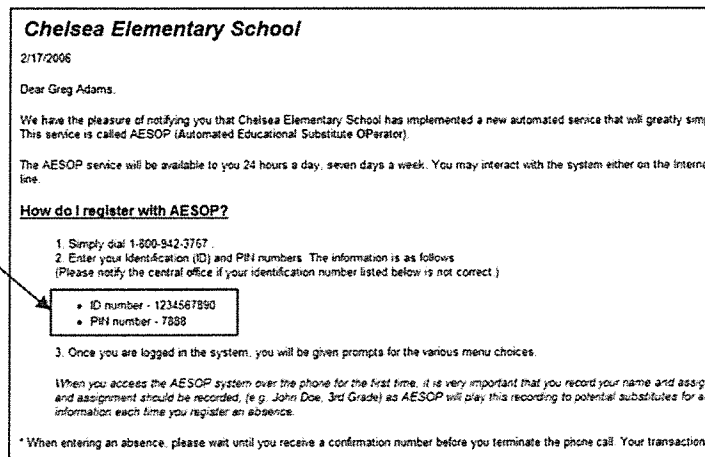 Chelsea Elementary School
2/17/2006
Dear Greg Adams,
We have the pleasure of notifying you that Chelsea Elementary School has implemented a new automated service that will greatly
This service is called AESOP (Automated Educational Substitute OPerator).
The AESOP service will be available to you 24 hours a day, seven days a week. You may interact with the system either on the
line.
How do I register with AESOP?
1. Simply dial 1-800-942-3767 .
2. Enter your Identification (ID) and PIN numbers. The information is as follows
(Please notify the central office if your identification number listed below is not correct.)
• ID number - 1234567890
• PIN number - 7888
3. Once you are logged in the system, you will be given prompts for the various menu choices.
When you access the AESOP system over the phone for the first time, it is very important that you record your name and
and assignment should be recorded, (e.g. John Doe, 3rd Grade) as AESOP will play this recording to potential substitutes for
information each time you register an absence.
* When entering an absence, please wait until you receive a confirmation number before you terminate the phone call. Your transaction